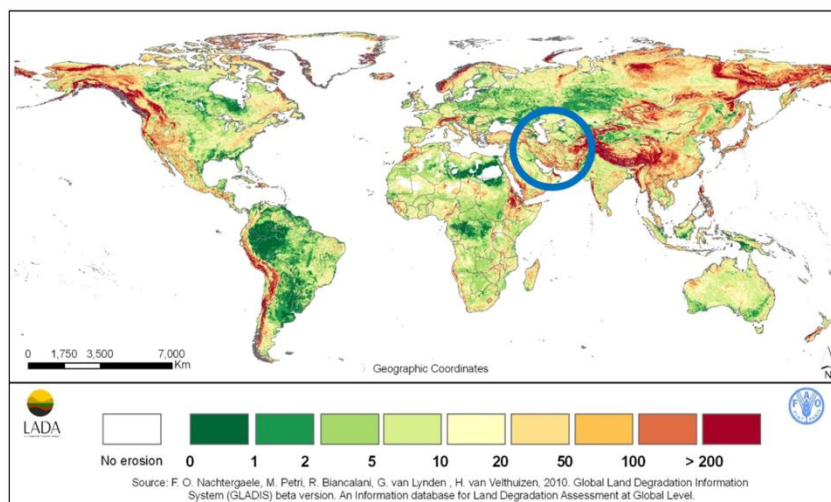 0 1,750 3,500 7,000
Km
Geographic Coordinates
N
LADA
FAO
No erosion 0 1 2 5 10 20 50 100 > 200
Source: F. O. Nachtergaele, M. Petri, R. Biancalani, G. van Lynden , H. van Velthuizen, 2010. Global Land Degradation Information
System (GLADIS) beta version. An Information database for Land Degradation Assessment at Global Level.